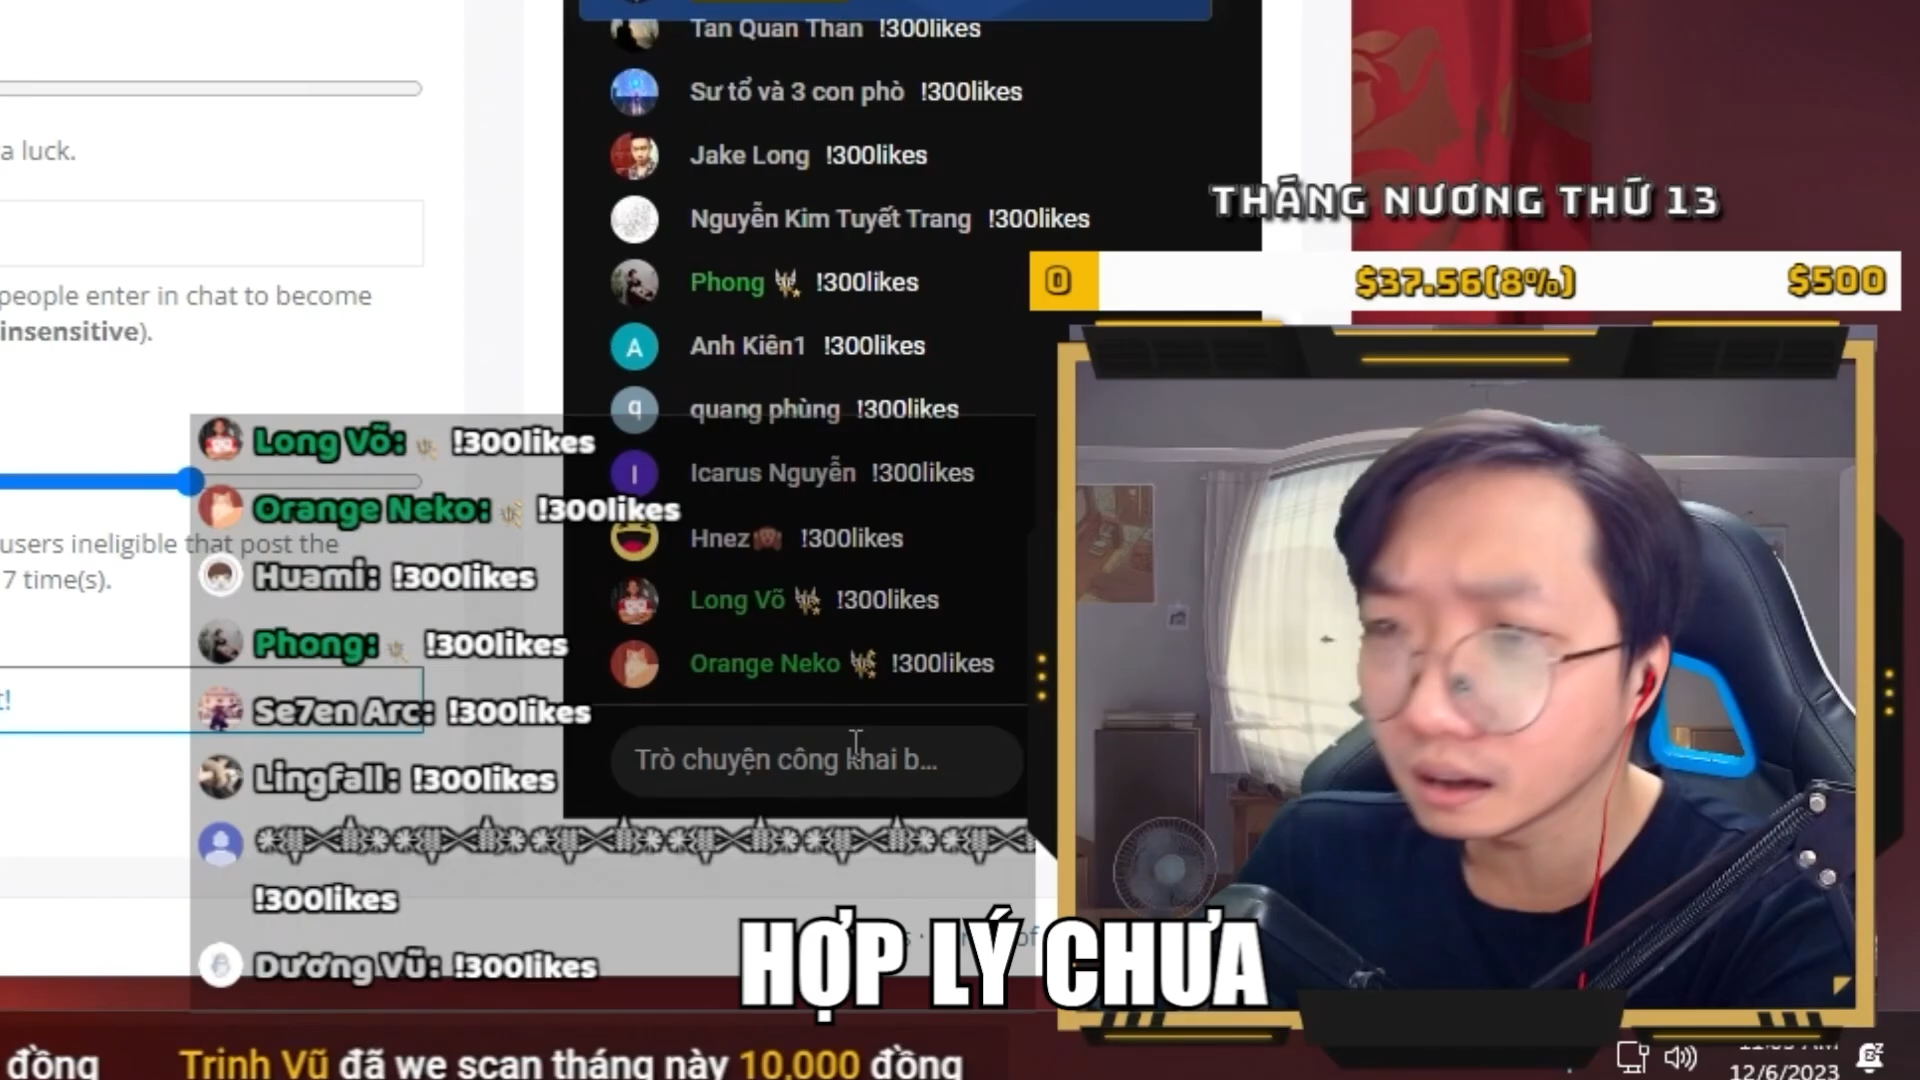 Tan Quan Than !300likes
Sư tổ và 3 con phò !300likes
Jake Long !300likes
Nguyễn Kim Tuyết Trang !300likes
Phong !300likes
Anh Kiên1 !300likes
quang phùng !300likes
Icarus Nguyễn !300likes
Hnez !300likes
Long Võ !300likes
Orange Neko !300likes
Trò chuyện công khai b...
a luck.
people enter in chat to become
insensitive).
users ineligible that post the
7 time(s).
t!
Long Võ: !300likes
Orange Neko: !300likes
Huami: !300likes
Phong: !300likes
Se7en Arc: !300likes
Lingfall: !300likes
!300likes
Dương Vũ: !300likes
THÁNG NƯƠNG THỨ 13
0 $37.56(8%) $500
HỢP LÝ CHƯA
đồng Trinh Vũ đã we scan tháng này 10,000 đồng
12/6/2023